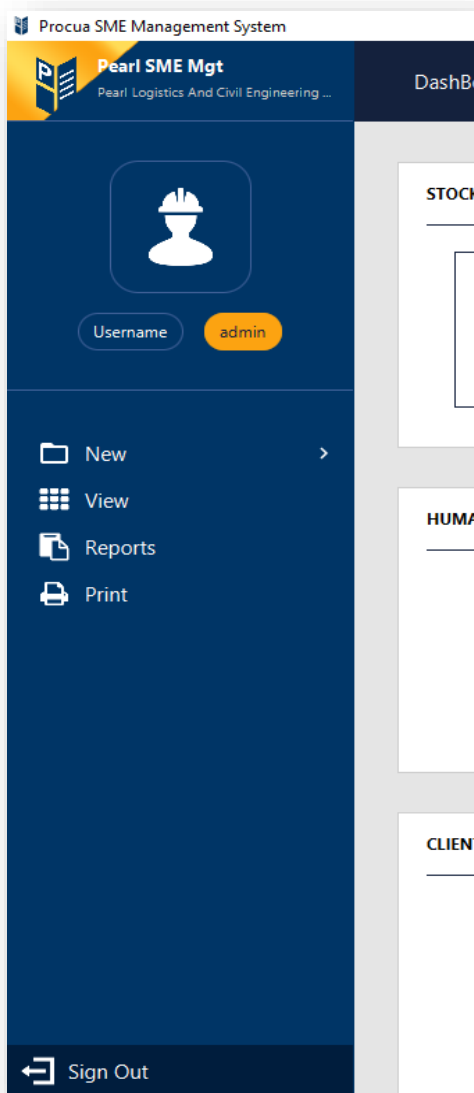 Procua SME Management System
Pearl SME Mgt
Pearl Logistics And Civil Engineering ...
Username
admin
New
View
Reports
Print
Sign Out
DashB
STOC
HUMA
CLIEN